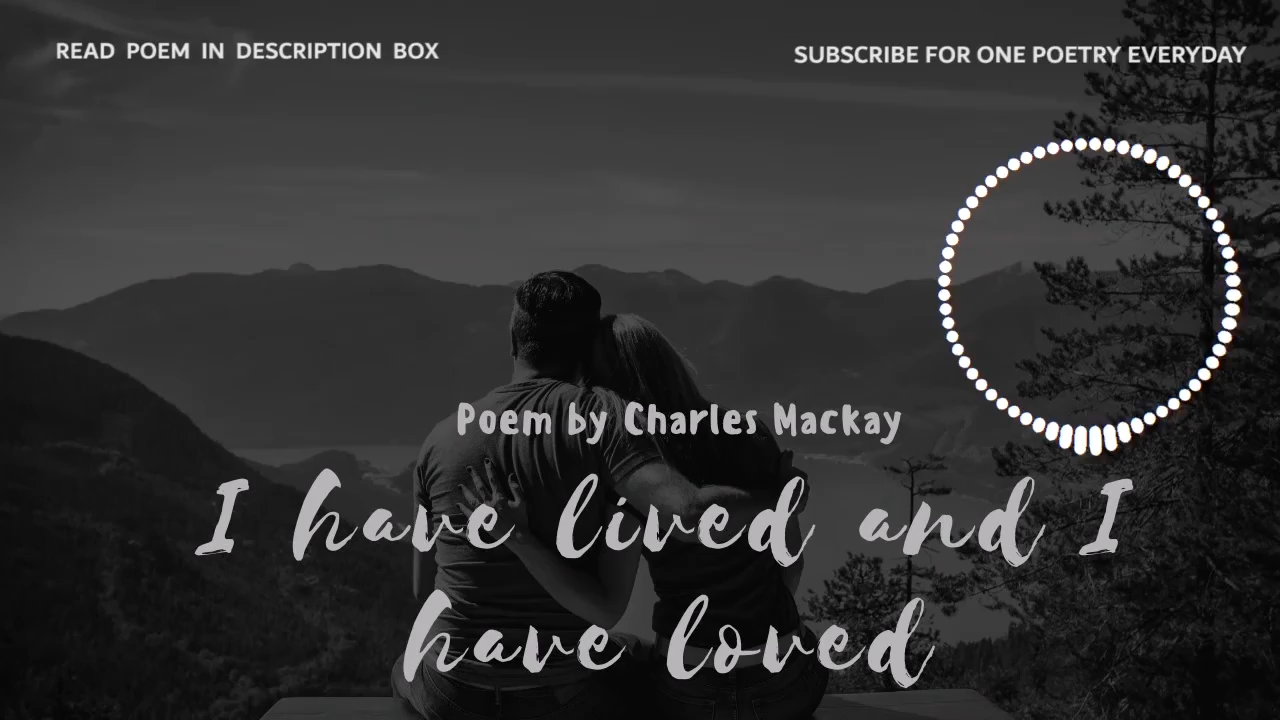 READ POEM IN DESCRIPTION BOX
SUBSCRIBE FOR ONE POETRY EVERYDAY
Poem by Charles Mackay
I have lived and I
have loved